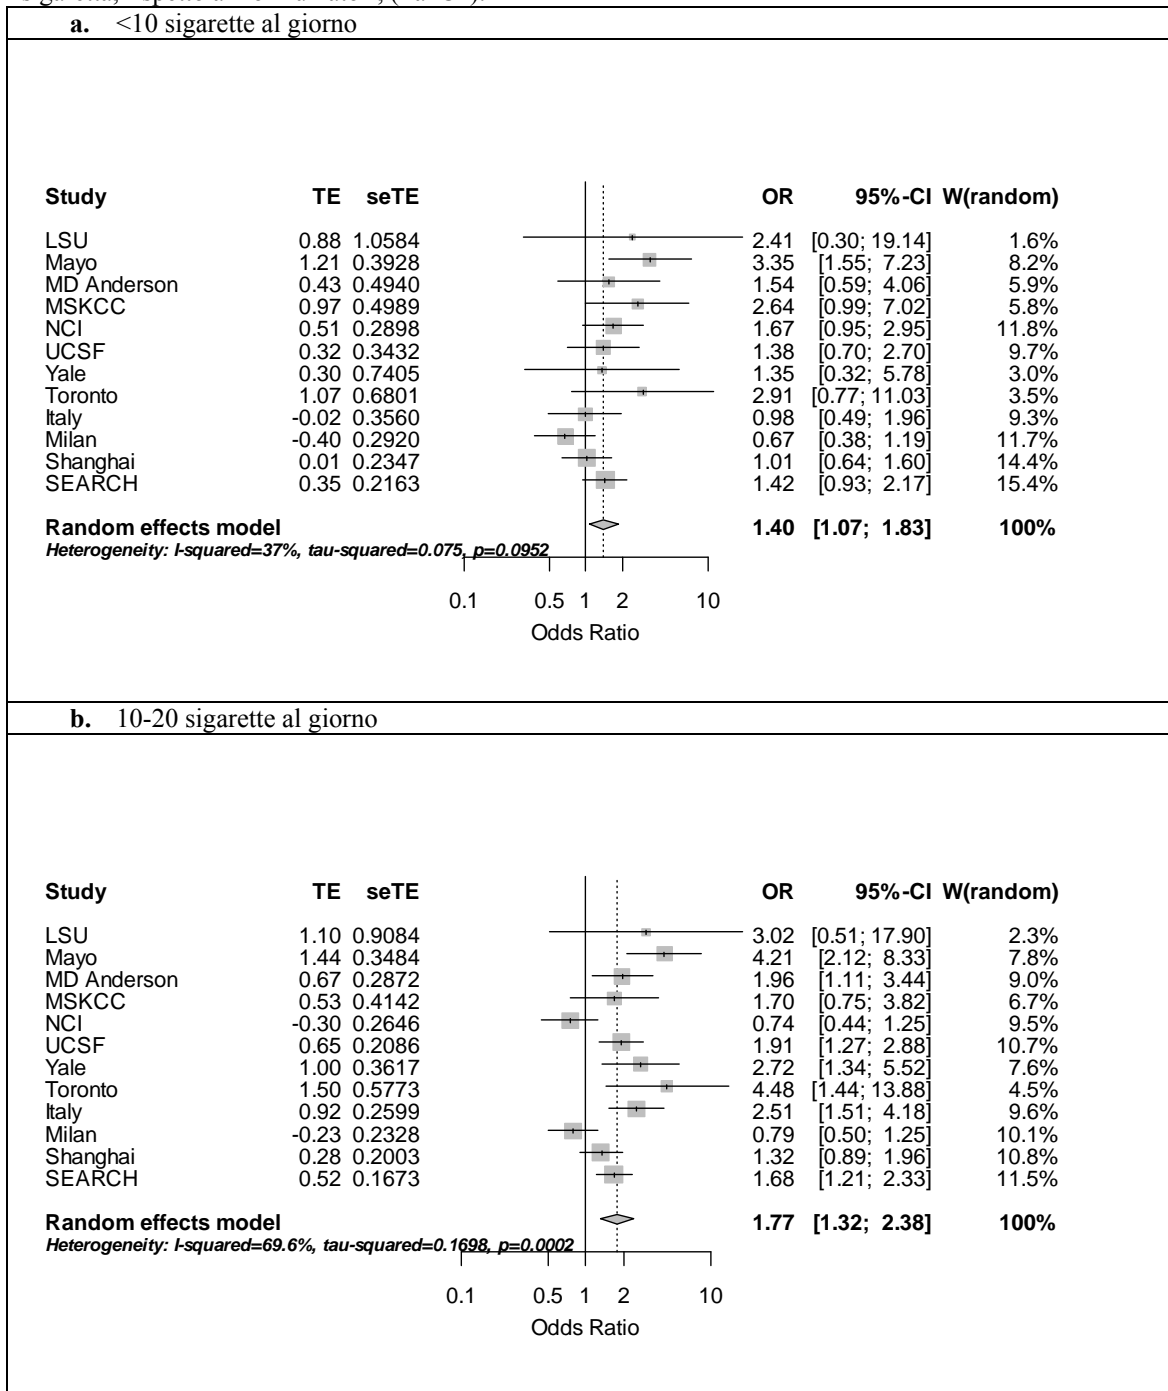 a. <10 sigarette al giorno
Study TE seTE OR 95%-CI W(random)
LSU 0.88 1.0584 2.41 [0.30; 19.14] 1.6%
Mayo 1.21 0.3928 3.35 [1.55; 7.23] 8.2%
MD Anderson 0.43 0.4940 1.54 [0.59; 4.06] 5.9%
MSKCC 0.97 0.4989 2.64 [0.99; 7.02] 5.8%
NCI 0.51 0.2898 1.67 [0.95; 2.95] 11.8%
UCSF 0.32 0.3432 1.38 [0.70; 2.70] 9.7%
Yale 0.30 0.7405 1.35 [0.32; 5.78] 3.0%
Toronto 1.07 0.6801 2.91 [0.77; 11.03] 3.5%
Italy -0.02 0.3560 0.98 [0.49; 1.96] 9.3%
Milan -0.40 0.2920 0.67 [0.38; 1.19] 11.7%
Shanghai 0.01 0.2347 1.01 [0.64; 1.60] 14.4%
SEARCH 0.35 0.2163 1.42 [0.93; 2.17] 15.4%
Random effects model 1.40 [1.07; 1.83] 100%
Heterogeneity: I-squared=37%, tau-squared=0.075, p=0.0952
0.1 0.5 1 2 10
Odds Ratio
b. 10-20 sigarette al giorno
Study TE seTE OR 95%-CI W(random)
LSU 1.10 0.9084 3.02 [0.51; 17.90] 2.3%
Mayo 1.44 0.3484 4.21 [2.12; 8.33] 7.8%
MD Anderson 0.67 0.2872 1.96 [1.11; 3.44] 9.0%
MSKCC 0.53 0.4142 1.70 [0.75; 3.82] 6.7%
NCI -0.30 0.2646 0.74 [0.44; 1.25] 9.5%
UCSF 0.65 0.2086 1.91 [1.27; 2.88] 10.7%
Yale 1.00 0.3617 2.72 [1.34; 5.52] 7.6%
Toronto 1.50 0.5773 4.48 [1.44; 13.88] 4.5%
Italy 0.92 0.2599 2.51 [1.51; 4.18] 9.6%
Milan -0.23 0.2328 0.79 [0.50; 1.25] 10.1%
Shanghai 0.28 0.2003 1.32 [0.89; 1.96] 10.8%
SEARCH 0.52 0.1673 1.68 [1.21; 2.33] 11.5%
Random effects model 1.77 [1.32; 2.38] 100%
Heterogeneity: I-squared=69.6%, tau-squared=0.1698, p=0.0002
0.1 0.5 1 2 10
Odds Ratio